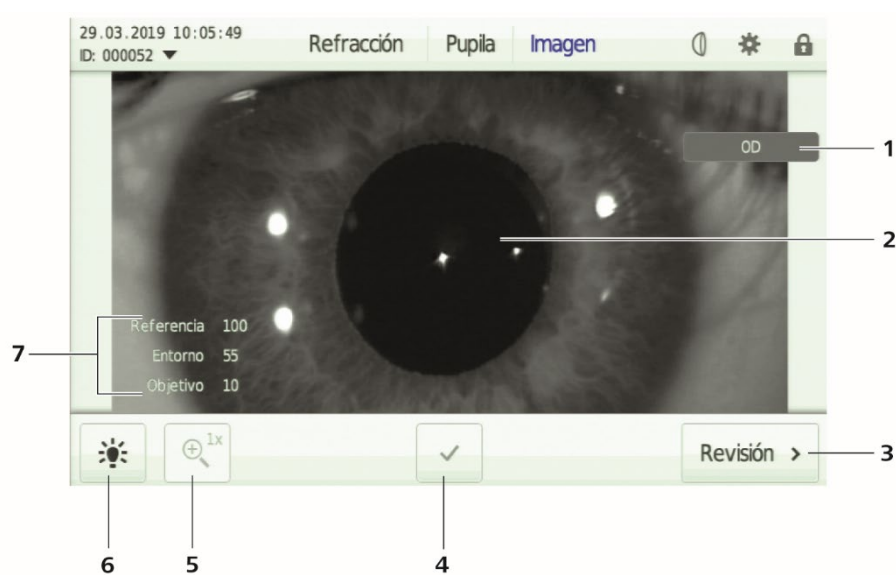 29.03.2019 10:05:49
ID: 000052
Refracción Pupila Imagen
OD
1
2
Referencia 100
Entorno 55
Objetivo 10
7
1x
Revisión
3
6
5
4